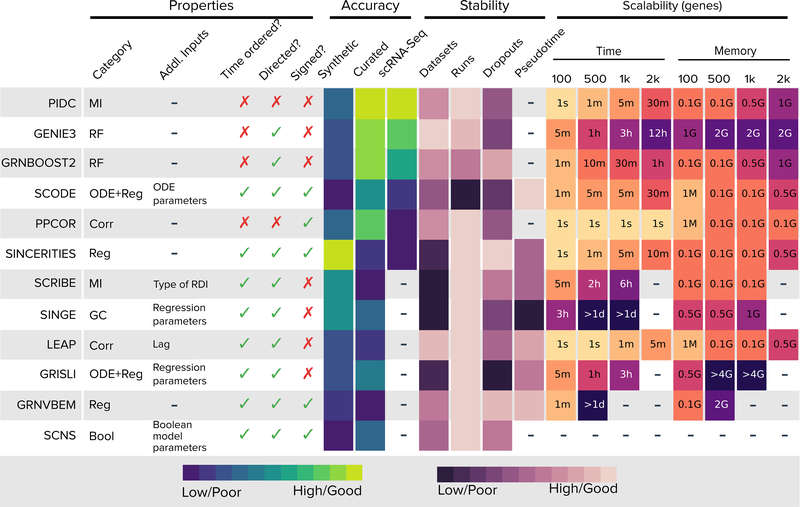 Properties Accuracy Stability Scalability (genes)
Time Memory
Category Addl. Inputs Time ordered? Directed? Signed? Synthetic Curated scRNA-Seq Datasets Runs Dropouts Pseudotime 100 500 1k 2k 100 500 1k 2k
PIDC MI – ✗ ✗ ✗ – 1s 1m 5m 30m 0.1G 0.1G 0.5G 1G
GENIE3 RF – ✗ ✓ ✗ – 5m 1h 3h 12h 1G 2G 2G 2G
GRNBOOST2 RF – ✗ ✓ ✗ – 1m 10m 30m 1h 0.1G 0.1G 0.5G 1G
SCODE ODE+Reg ODE parameters ✓ ✓ ✓ 1m 5m 5m 30m 1M 0.1G 0.1G 0.5G
PPCOR Corr – ✗ ✗ ✓ – 1s 1s 1s 1s 1M 0.1G 0.1G 0.1G
SINCERITIES Reg – ✓ ✓ ✓ 1s 1m 5m 10m 0.1G 0.1G 0.1G 0.5G
SCRIBE MI Type of RDI ✓ ✓ ✗ – 5m 2h 6h – 0.1G 0.1G 0.1G –
SINGE GC Regression parameters ✓ ✓ ✗ – 3h >1d >1d – 0.5G 0.5G 1G –
LEAP Corr Lag ✓ ✓ ✗ – 1s 1s 1m 5m 1M 0.1G 0.1G 0.5G
GRISLI ODE+Reg Regression parameters ✓ ✓ ✗ – 5m 1h 3h – 0.5G >4G >4G –
GRNVBEM Reg – ✓ ✓ ✓ – 1m >1d – – 0.1G 2G – –
SCNS Bool Boolean model parameters ✓ ✓ ✓ – – – – – – – – –
Low/Poor High/Good Low/Poor High/Good